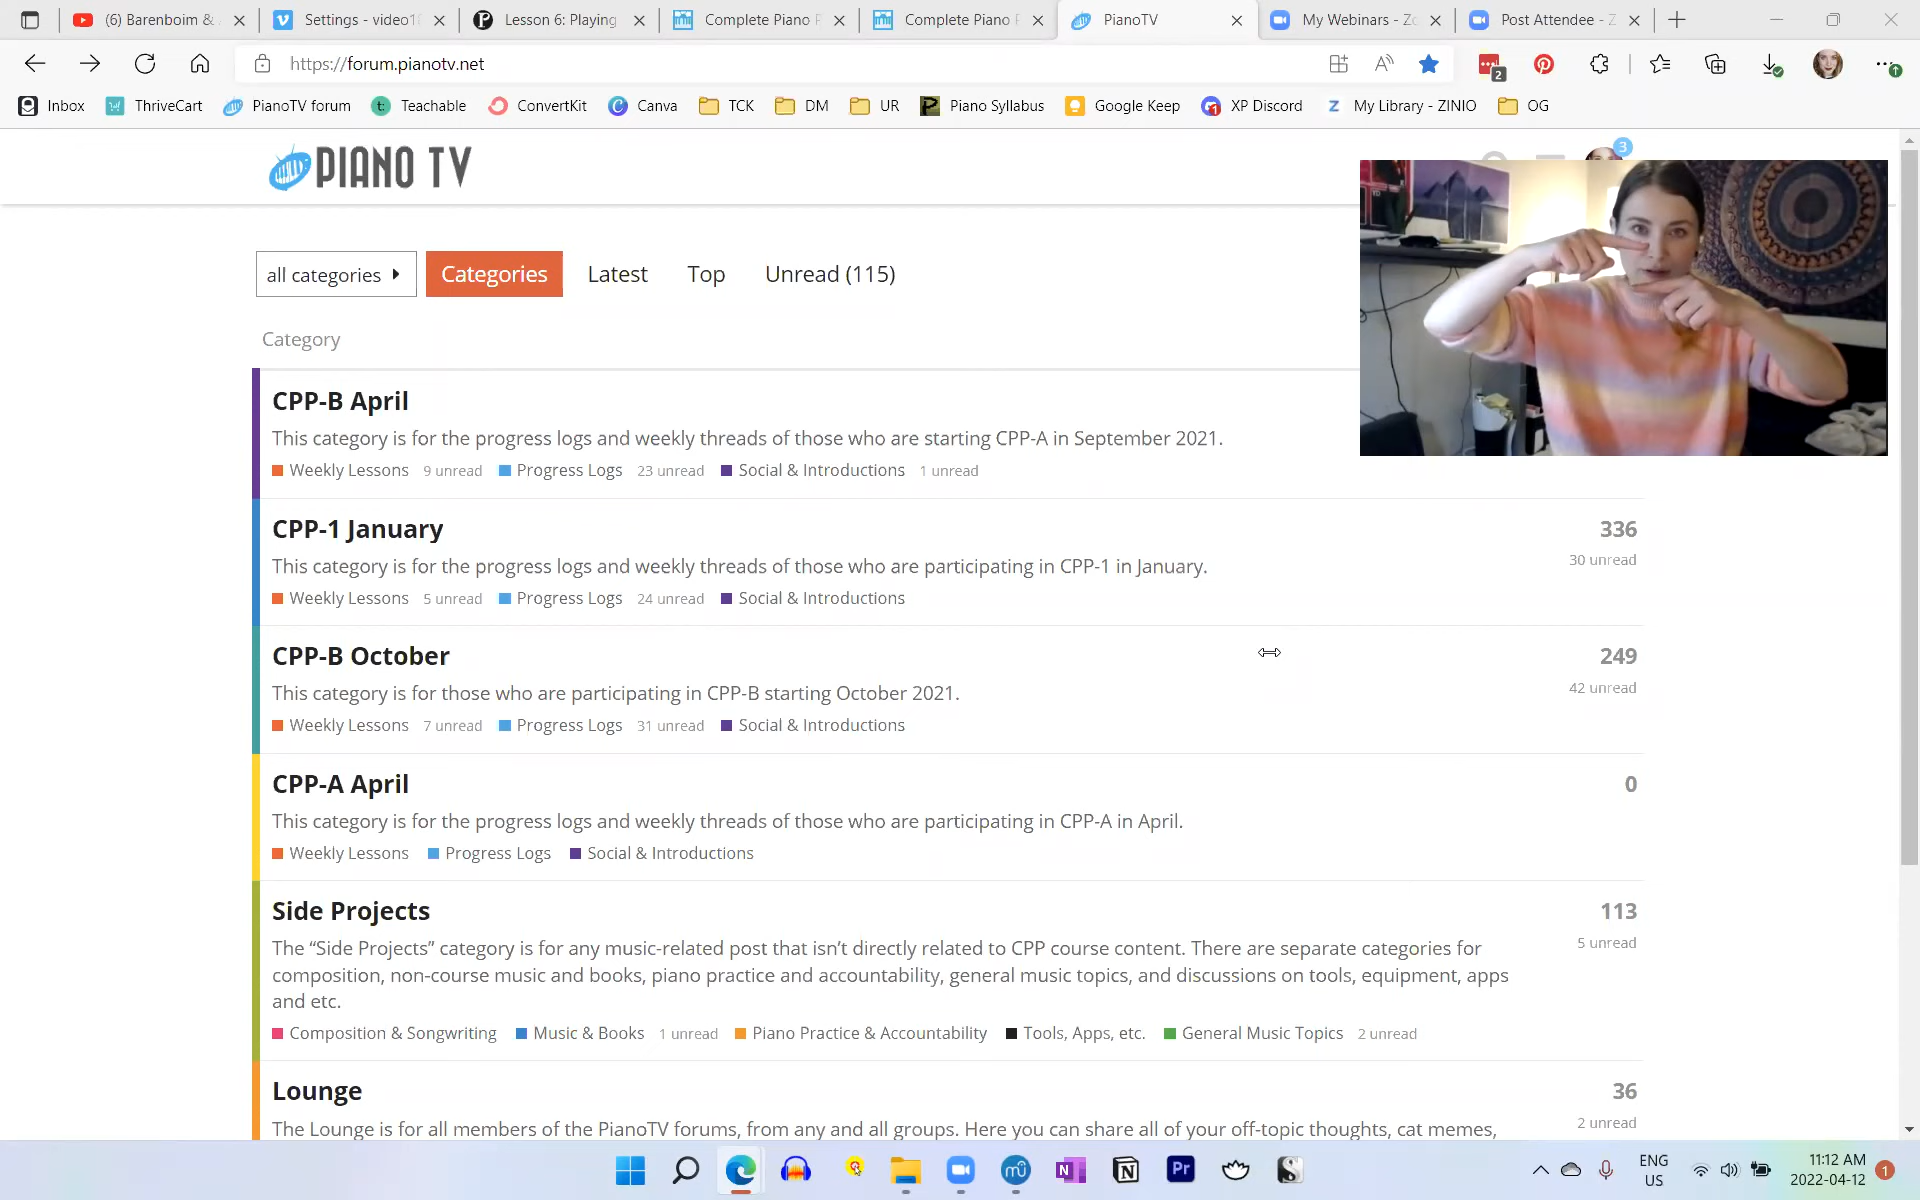 (6) Barenboim &
Settings - video1
Lesson 6: Playing
Complete Piano P
Complete Piano P
PianoTV
My Webinars - Zo
Post Attendee - Z
https://forum.pianotv.net
2
Inbox
ThriveCart
PianoTV forum
Teachable
ConvertKit
Canva
TCK
DM
UR
Piano Syllabus
Google Keep
XP Discord
My Library - ZINIO
OG
PIANO TV
3
all categories
Categories
Latest
Top
Unread (115)
Category
CPP-B April
This category is for the progress logs and weekly threads of those who are starting CPP-A in September 2021.
Weekly Lessons 9 unread Progress Logs 23 unread Social & Introductions 1 unread
CPP-1 January
336
This category is for the progress logs and weekly threads of those who are participating in CPP-1 in January.
30 unread
Weekly Lessons 5 unread Progress Logs 24 unread Social & Introductions
CPP-B October
249
This category is for those who are participating in CPP-B starting October 2021.
42 unread
Weekly Lessons 7 unread Progress Logs 31 unread Social & Introductions
CPP-A April
0
This category is for the progress logs and weekly threads of those who are participating in CPP-A in April.
Weekly Lessons Progress Logs Social & Introductions
Side Projects
113
The “Side Projects” category is for any music-related post that isn’t directly related to CPP course content. There are separate categories for
5 unread
composition, non-course music and books, piano practice and accountability, general music topics, and discussions on tools, equipment, apps
and etc.
Composition & Songwriting Music & Books 1 unread Piano Practice & Accountability Tools, Apps, etc. General Music Topics 2 unread
Lounge
36
The Lounge is for all members of the PianoTV forums, from any and all groups. Here you can share all of your off-topic thoughts, cat memes,
2 unread
ENG
US
11:12 AM
2022-04-12
1